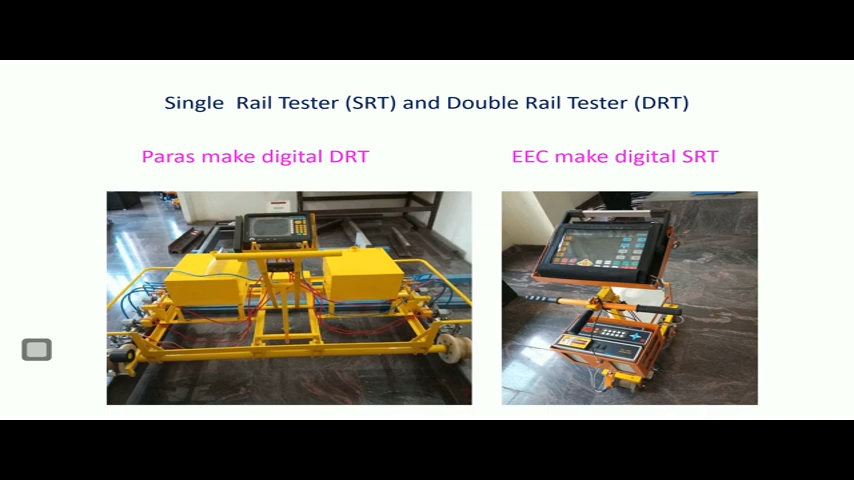 Single Rail Tester (SRT) and Double Rail Tester (DRT)
Paras make digital DRT
EEC make digital SRT